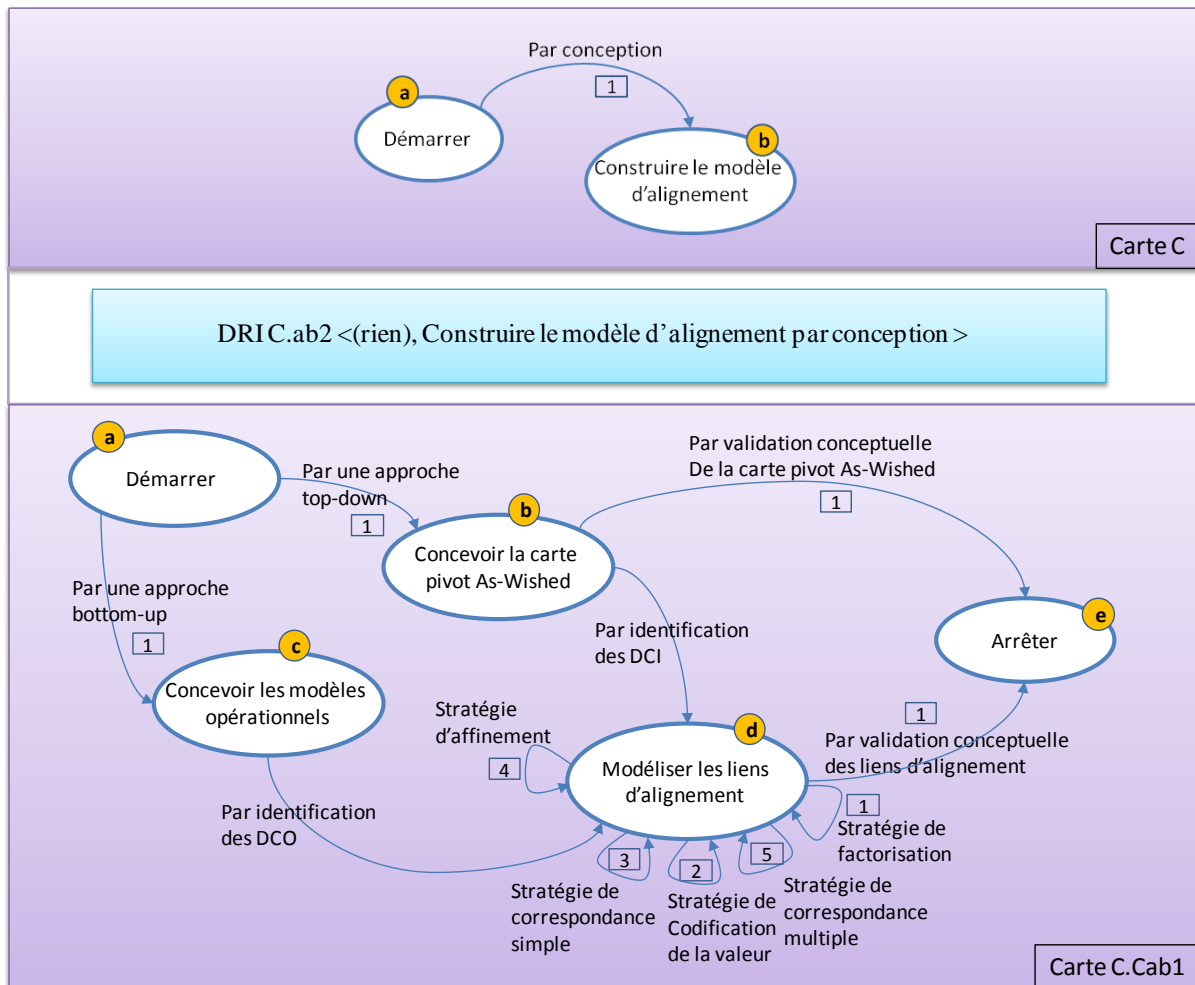 Par conception
1
a
Démarrer
b
Construire le modèle
d'alignement
Carte C
DRI C.ab2 <(rien), Construire le modèle d'alignement par conception >
a
Démarrer
Par une approche
top-down
1
b
Concevoir la carte
pivot As-Wished
Par validation conceptuelle
De la carte pivot As-Wished
1
Par une approche
bottom-up
1
c
Concevoir les modèles
opérationnels
Par identification
des DCI
e
Arrêter
Stratégie
d'affinement
4
d
Modéliser les liens
d'alignement
1
Par validation conceptuelle
des liens d'alignement
Par identification
des DCO
1
Stratégie de
factorisation
3
2
5
Stratégie de
correspondance
simple
Stratégie de
Codification
de la valeur
Stratégie de
correspondance
multiple
Carte C.Cab1